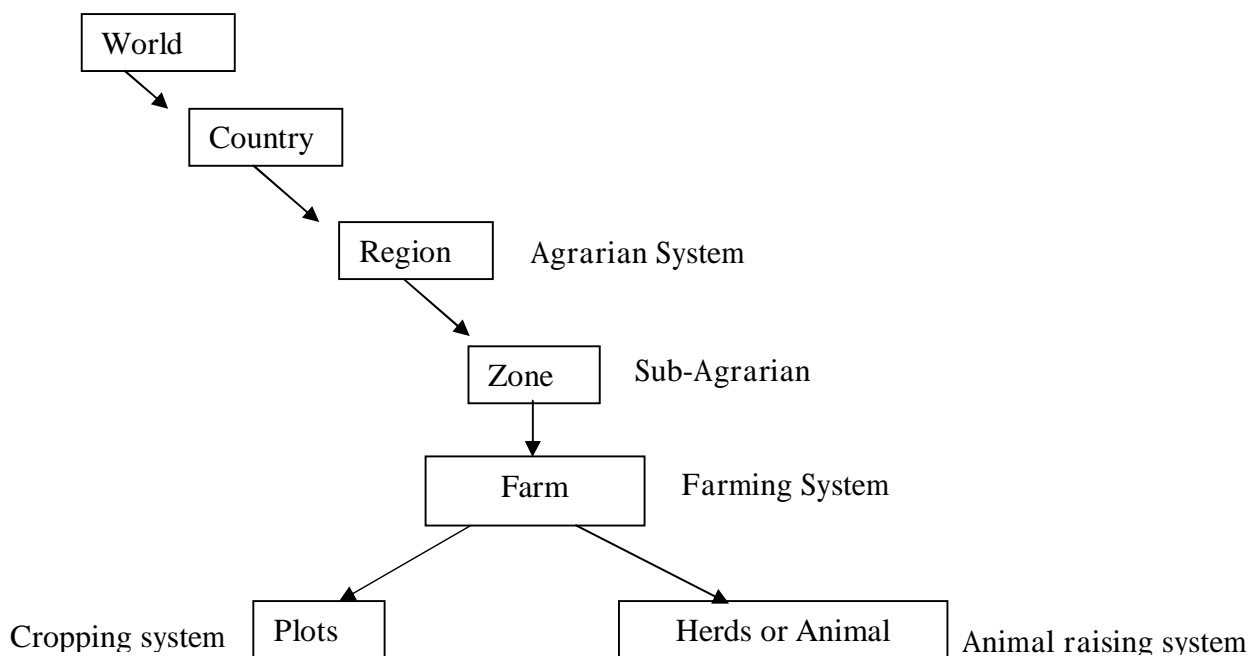 World
Country
Region Agrarian System
Zone Sub-Agrarian
Farm Farming System
Cropping system Plots Herds or Animal Animal raising system